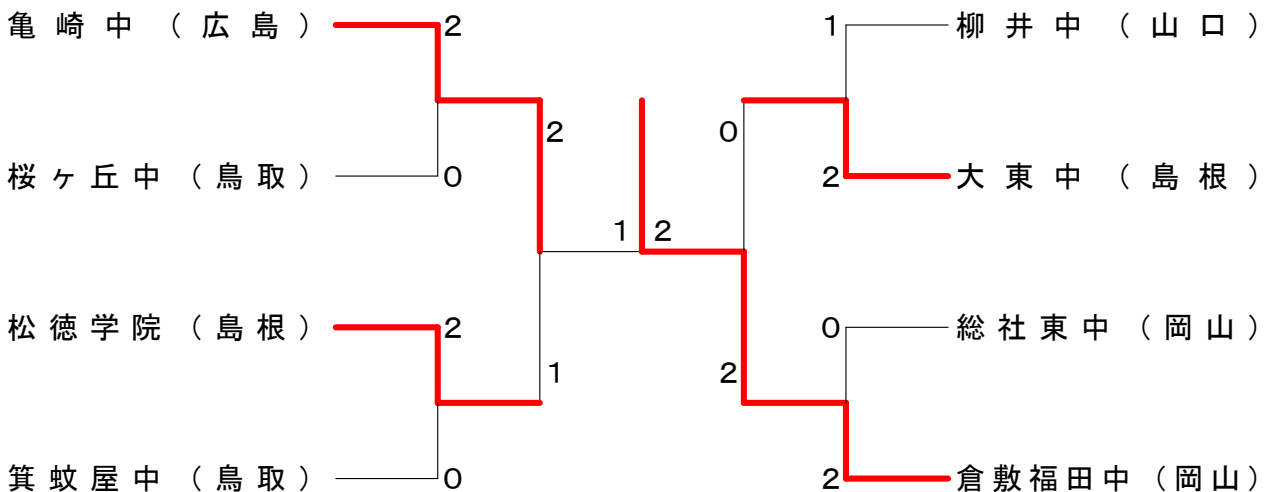 亀崎中（広島） 2 1 柳井中（山口）
2 0
桜ヶ丘中（鳥取） 0 2 大東中（島根）
1 2
松徳学院（島根） 2 0 総社東中（岡山）
1 2
箕蚊屋中（鳥取） 0 2 倉敷福田中（岡山）